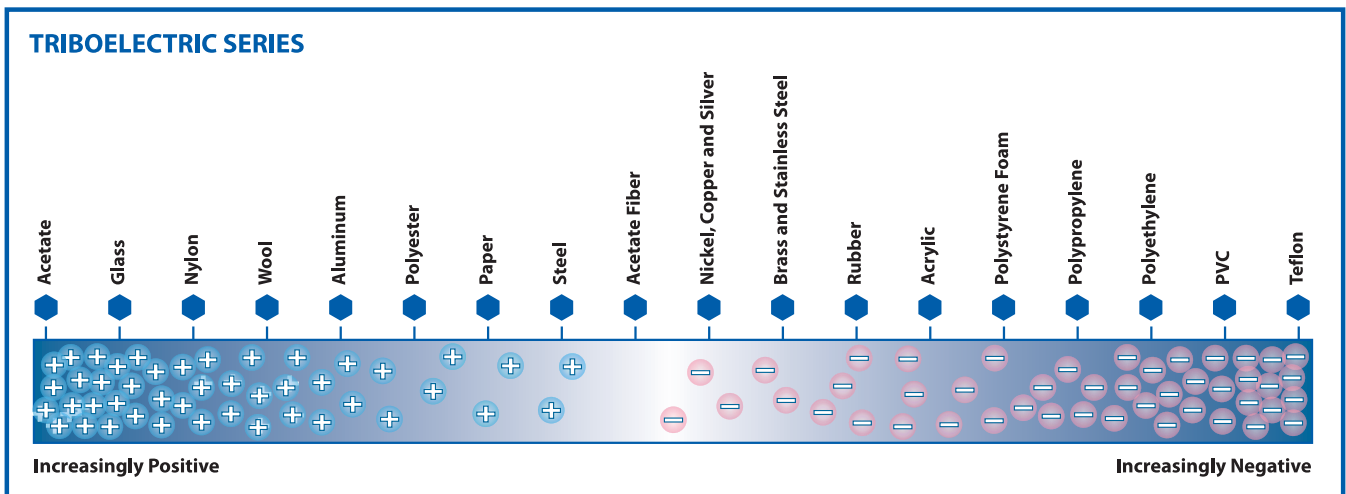 TRIBOELECTRIC SERIES
Acetate
Glass
Nylon
Wool
Aluminum
Polyester
Paper
Steel
Acetate Fiber
Nickel, Copper and Silver
Brass and Stainless Steel
Rubber
Acrylic
Polystyrene Foam
Polypropylene
Polyethylene
PVC
Teflon
Increasingly Positive
Increasingly Negative